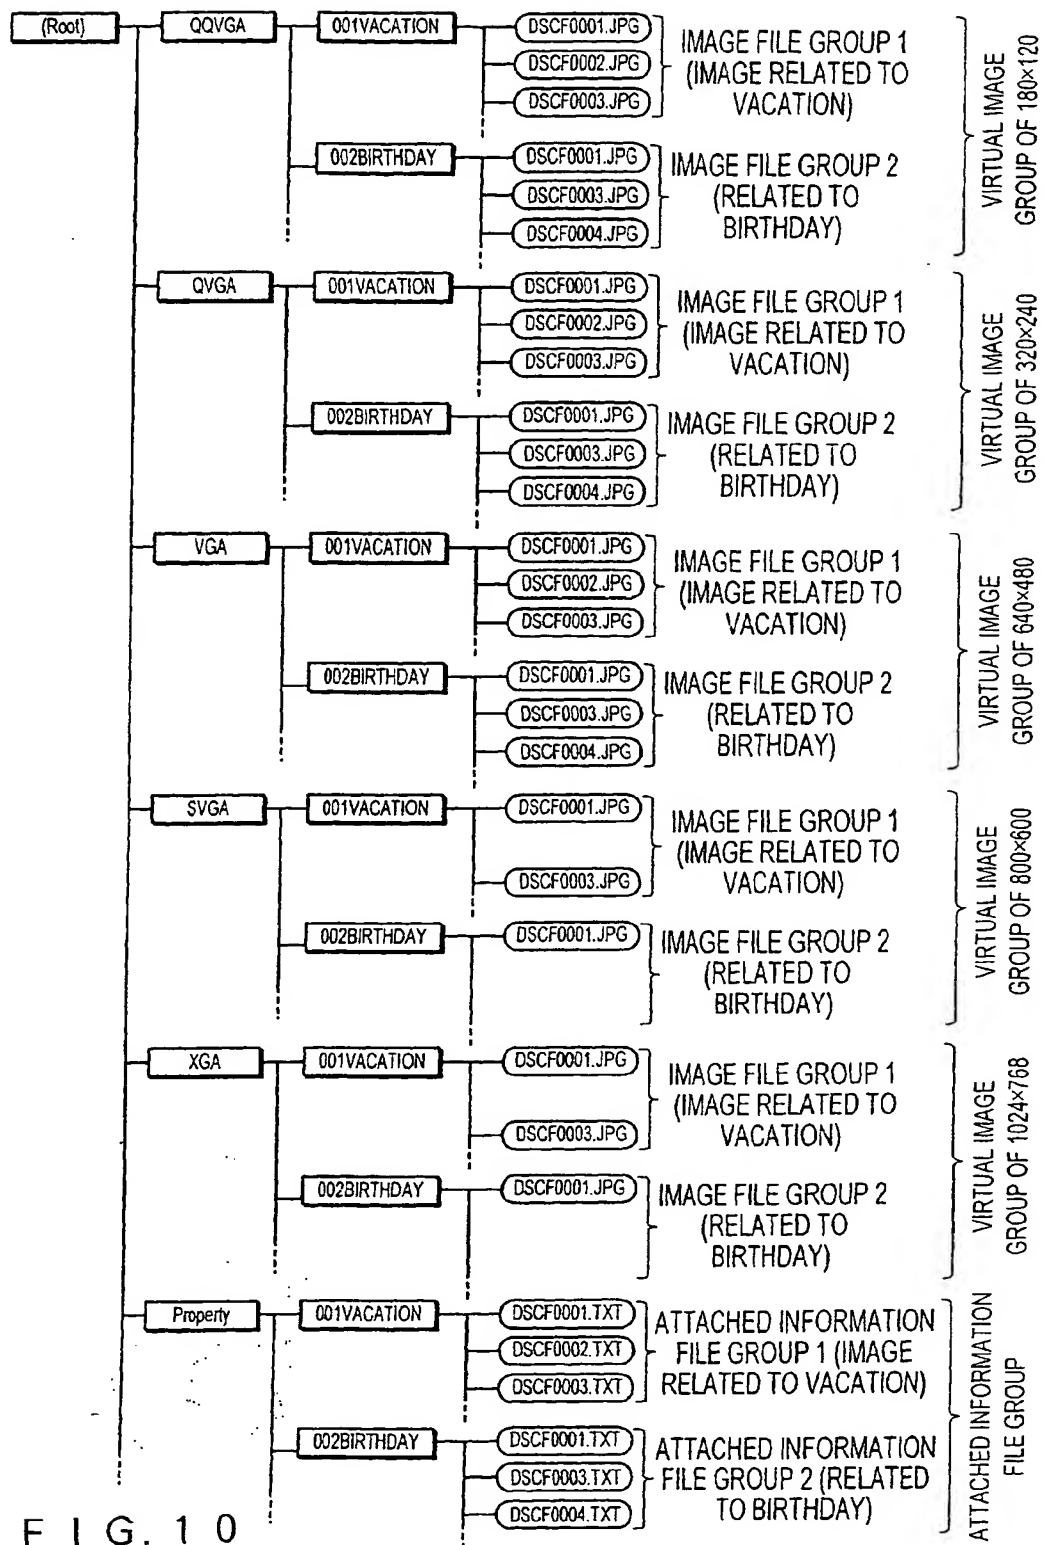 (Root)
QQVGA
001VACATION
DSCF0001.JPG
DSCF0002.JPG
DSCF0003.JPG
IMAGE FILE GROUP 1
(IMAGE RELATED TO
VACATION)
002BIRTHDAY
DSCF0001.JPG
DSCF0003.JPG
DSCF0004.JPG
IMAGE FILE GROUP 2
(RELATED TO
BIRTHDAY)
VIRTUAL IMAGE
GROUP OF 180×120
QVGA
001VACATION
DSCF0001.JPG
DSCF0002.JPG
DSCF0003.JPG
IMAGE FILE GROUP 1
(IMAGE RELATED TO
VACATION)
002BIRTHDAY
DSCF0001.JPG
DSCF0003.JPG
DSCF0004.JPG
IMAGE FILE GROUP 2
(RELATED TO
BIRTHDAY)
VIRTUAL IMAGE
GROUP OF 320×240
VGA
001VACATION
DSCF0001.JPG
DSCF0002.JPG
DSCF0003.JPG
IMAGE FILE GROUP 1
(IMAGE RELATED TO
VACATION)
002BIRTHDAY
DSCF0001.JPG
DSCF0003.JPG
DSCF0004.JPG
IMAGE FILE GROUP 2
(RELATED TO
BIRTHDAY)
VIRTUAL IMAGE
GROUP OF 640×480
SVGA
001VACATION
DSCF0001.JPG
DSCF0003.JPG
IMAGE FILE GROUP 1
(IMAGE RELATED TO
VACATION)
002BIRTHDAY
DSCF0001.JPG
IMAGE FILE GROUP 2
(RELATED TO
BIRTHDAY)
VIRTUAL IMAGE
GROUP OF 800×600
XGA
001VACATION
DSCF0001.JPG
DSCF0003.JPG
IMAGE FILE GROUP 1
(IMAGE RELATED TO
VACATION)
002BIRTHDAY
DSCF0001.JPG
IMAGE FILE GROUP 2
(RELATED TO
BIRTHDAY)
VIRTUAL IMAGE
GROUP OF 1024×768
Property
001VACATION
DSCF0001.TXT
DSCF0002.TXT
DSCF0003.TXT
ATTACHED INFORMATION
FILE GROUP 1 (IMAGE
RELATED TO VACATION)
002BIRTHDAY
DSCF0001.TXT
DSCF0003.TXT
DSCF0004.TXT
ATTACHED INFORMATION
FILE GROUP 2 (RELATED
TO BIRTHDAY)
ATTACHED INFORMATION
FILE GROUP
FIG. 10